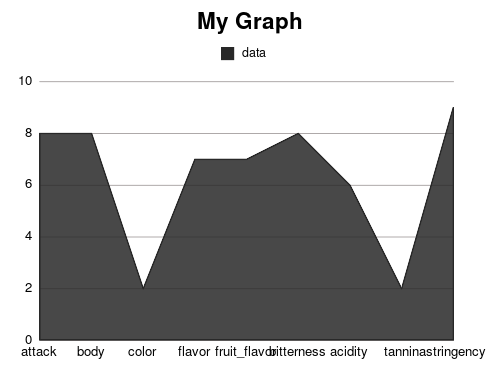 My Graph
data
10
8
6
4
2
0
attack body color flavor fruit_flavor bitterness acidity tannin astringency